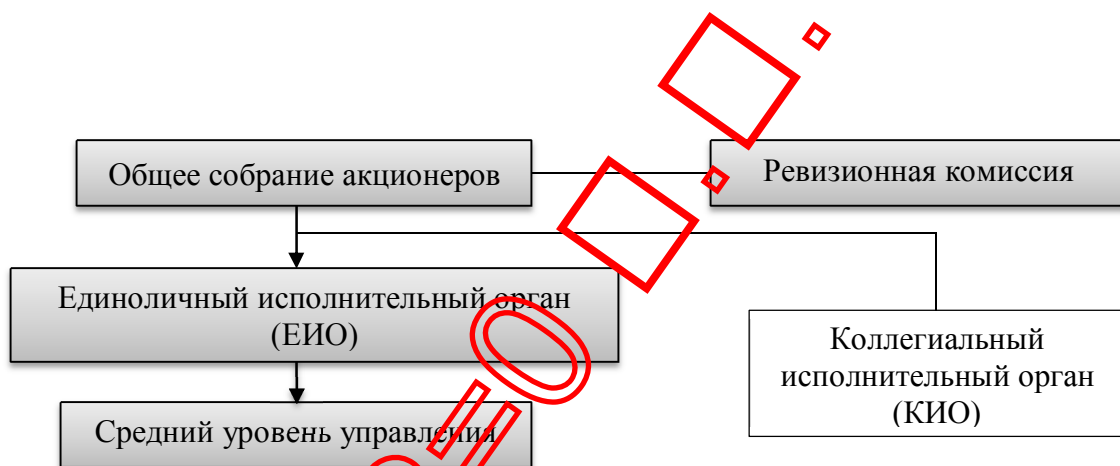 Общее собрание акционеров
Ревизионная комиссия
Единоличный исполнительный орган
(ЕИО)
Коллегиальный
исполнительный орган
(КИО)
Средний уровень управления